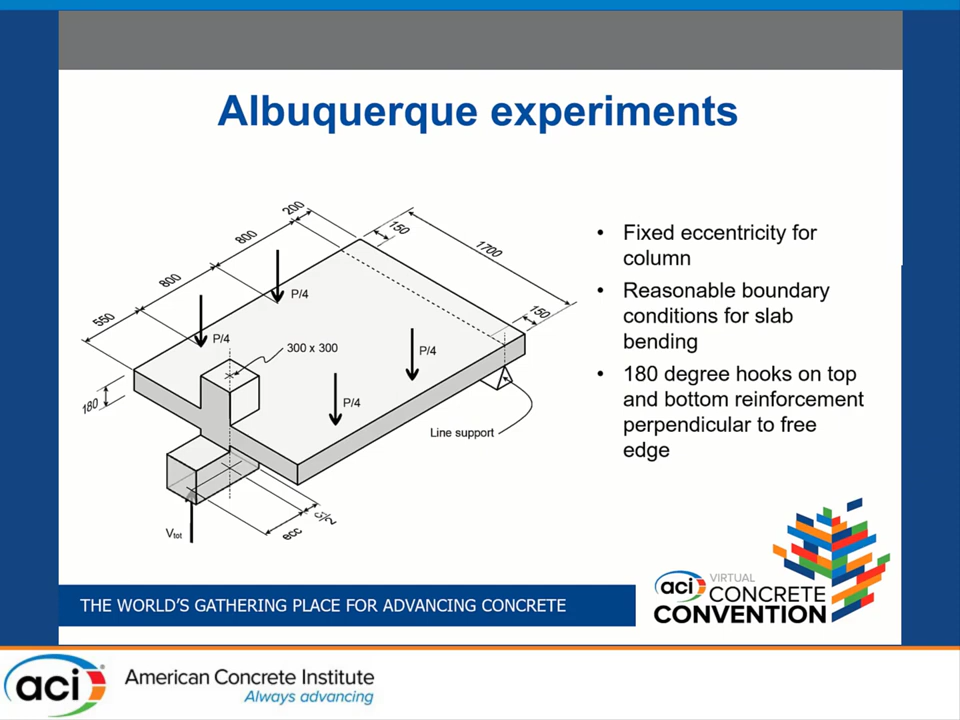 Albuquerque experiments
200
800
800
550
150
1700
150
P/4
P/4
P/4
P/4
300 x 300
180
Line support
Vtot
ecc
c/2
• Fixed eccentricity for
column
• Reasonable boundary
conditions for slab
bending
• 180 degree hooks on top
and bottom reinforcement
perpendicular to free
edge
THE WORLD'S GATHERING PLACE FOR ADVANCING CONCRETE
aci VIRTUAL
CONCRETE
CONVENTION
aci American Concrete Institute
Always advancing